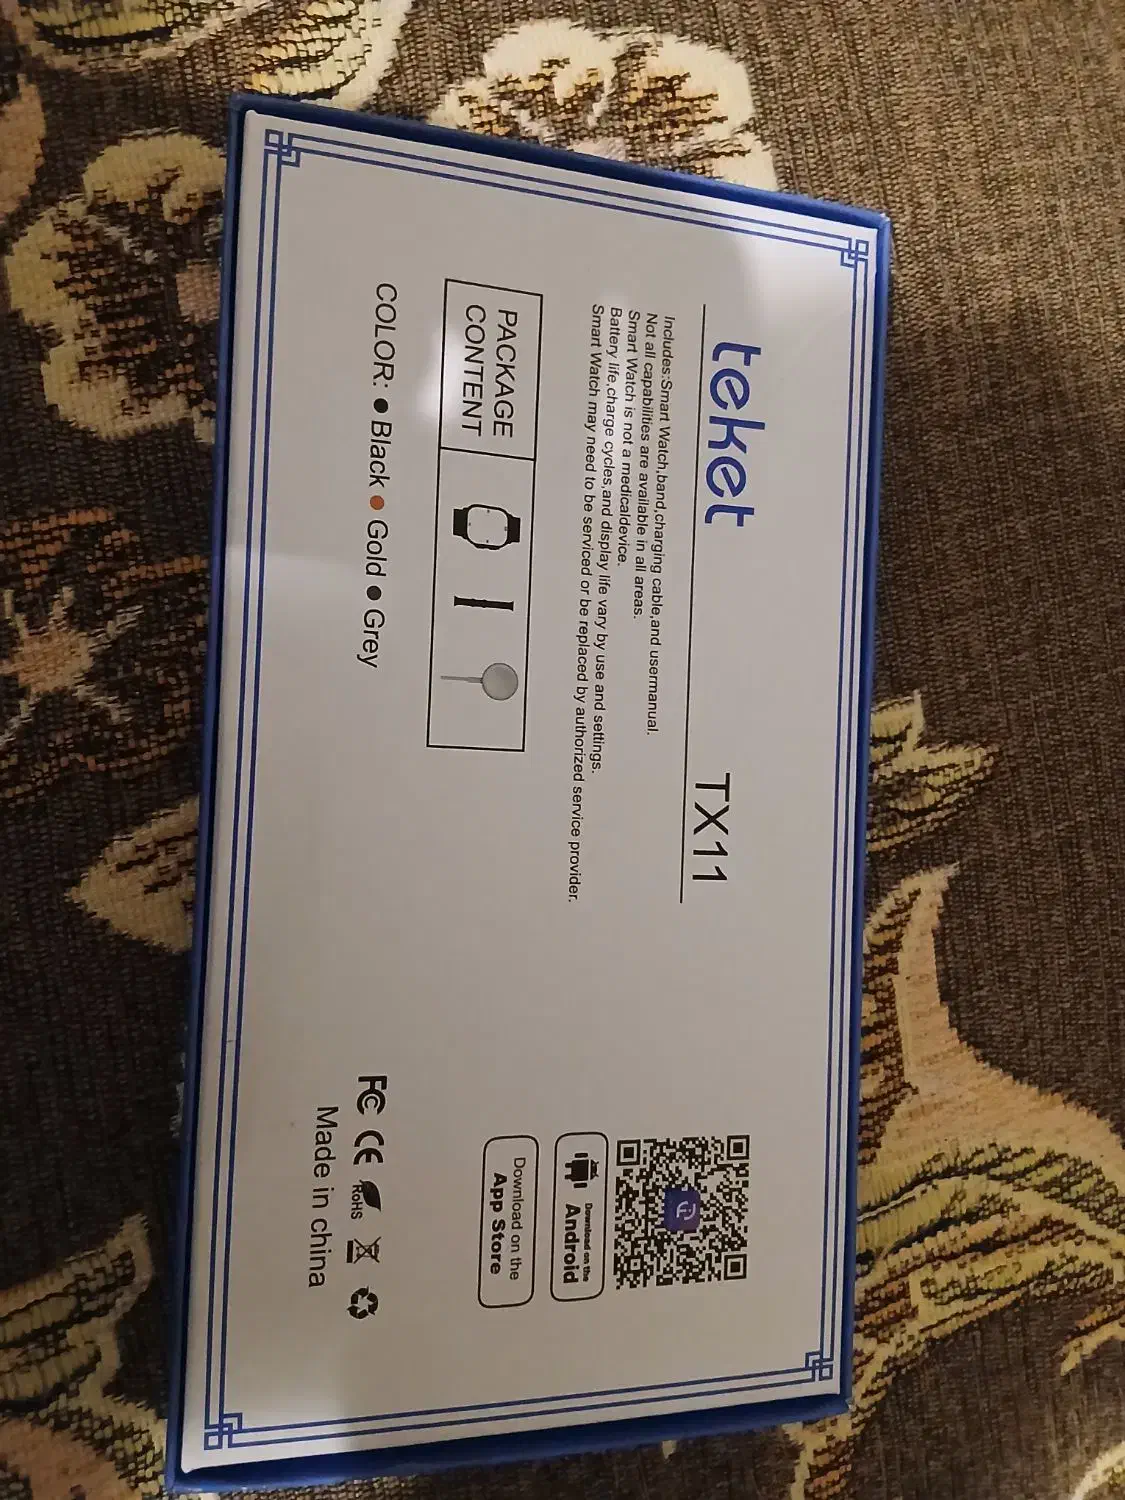 teket
TX11
Includes:Smart Watch,band,charging cable,and usermanual.
Not all capabilities are available in all areas.
Smart Watch is not a medicaldevice.
Battery life,charge cycles,and display life vary by use and settings.
Smart Watch may need to be serviced or be replaced by authorized service provider.
PACKAGE
CONTENT
COLOR: ● Black ● Gold ● Grey
Download on the
Android
Download on the
App Store
FC CE RoHS
Made in china